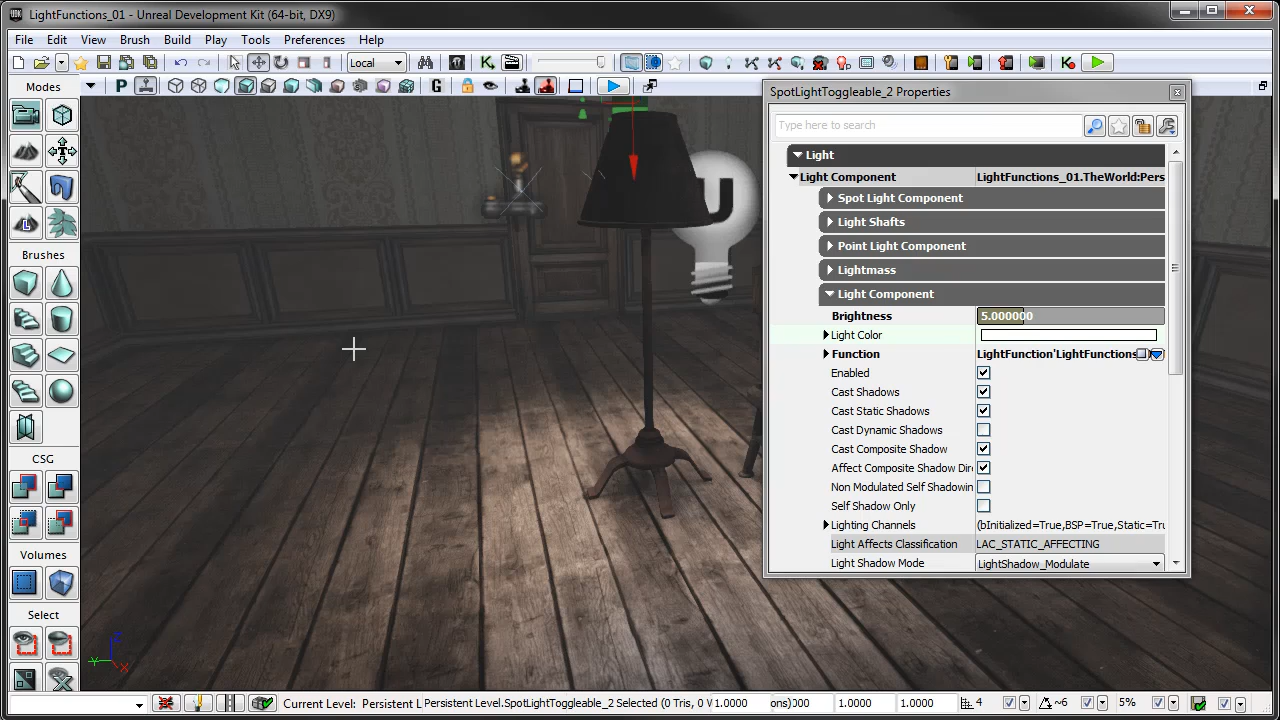 LightFunctions_01 - Unreal Development Kit (64-bit, DX9)
File Edit View Brush Build Play Tools Preferences Help
Local
Modes
Brushes
CSG
Volumes
Select
SpotLightToggleable_2 Properties
Type here to search
Light
Light Component LightFunctions_01.TheWorld:Pers
Spot Light Component
Light Shafts
Point Light Component
Lightmass
Light Component
Brightness 5.000000
Light Color
Function LightFunction'LightFunctions
Enabled
Cast Shadows
Cast Static Shadows
Cast Dynamic Shadows
Cast Composite Shadow
Affect Composite Shadow Dir
Non Modulated Self Shadowin
Self Shadow Only
Lighting Channels (bInitialized=True,BSP=True,Static=Tru
Light Affects Classification LAC_STATIC_AFFECTING
Light Shadow Mode LightShadow_Modulate
Z
Y X
Current Level: Persistent L Persistent Level.SpotLightToggleable_2 Selected (0 Tris, 0 V 1.0000 1.0000 1.0000 4 ~6 5%